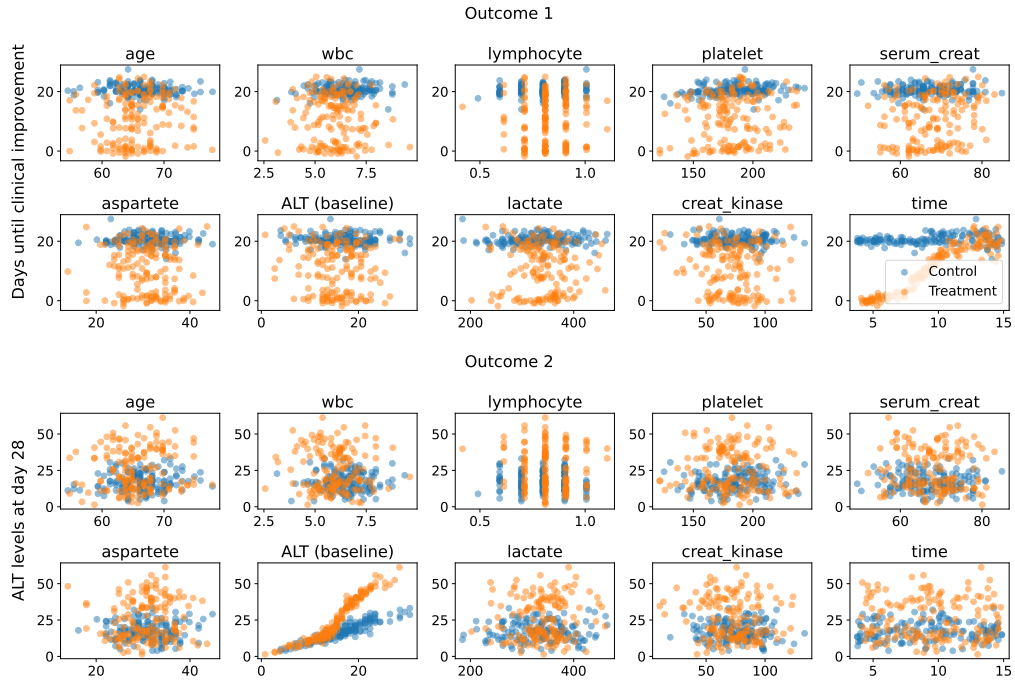 Outcome 1
Days until clinical improvement
age wbc lymphocyte platelet serum_creat
20
0
60 70 2.5 5.0 7.5 0.5 1.0 150 200 60 80
aspartete ALT (baseline) lactate creat_kinase time
20
0
Control
Treatment
20 40 0 20 200 400 50 100 5 10 15
Outcome 2
ALT levels at day 28
age wbc lymphocyte platelet serum_creat
50
25
0
60 70 2.5 5.0 7.5 0.5 1.0 150 200 60 80
aspartete ALT (baseline) lactate creat_kinase time
50
25
0
20 40 0 20 200 400 50 100 5 10 15